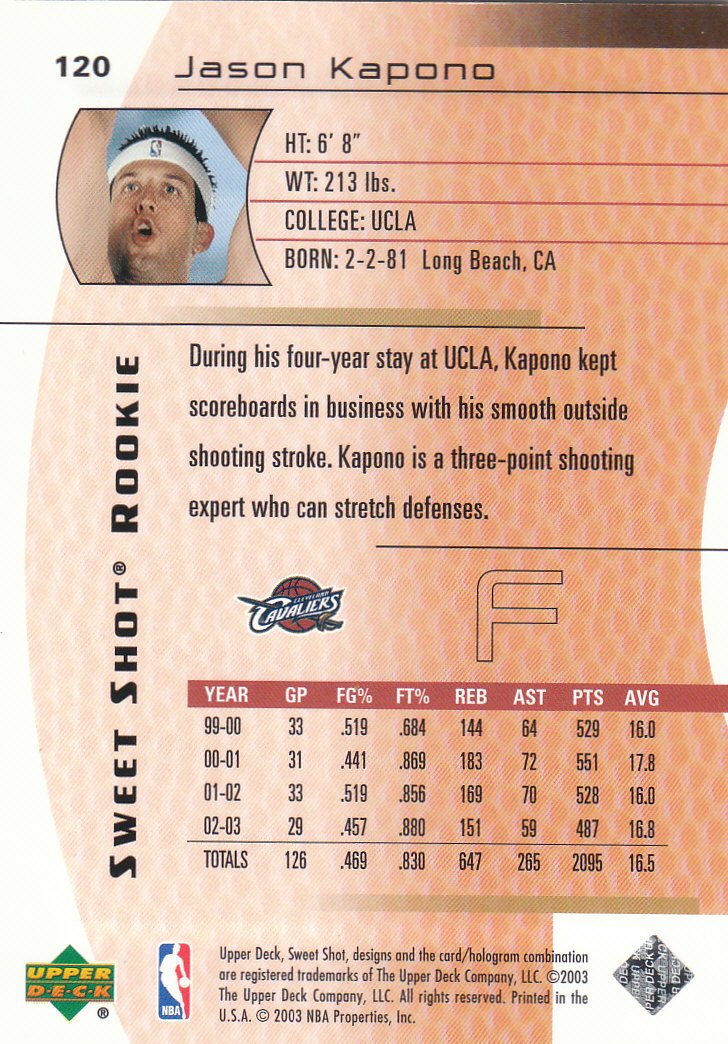 120 Jason Kapono
HT: 6' 8"
WT: 213 lbs.
COLLEGE: UCLA
BORN: 2-2-81 Long Beach, CA
During his four-year stay at UCLA, Kapono kept
scoreboards in business with his smooth outside
shooting stroke. Kapono is a three-point shooting
expert who can stretch defenses.
SWEET SHOT® ROOKIE
CLEVELAND
CAVALIERS
F
YEAR GP FG% FT% REB AST PTS AVG
99-00 33 .519 .684 144 64 529 16.0
00-01 31 .441 .869 183 72 551 17.8
01-02 33 .519 .856 169 70 528 16.0
02-03 29 .457 .880 151 59 487 16.8
TOTALS 126 .469 .830 647 265 2095 16.5
UPPER
D·E·C·K
®
NBA
Upper Deck, Sweet Shot, designs and the card/hologram combination
are registered trademarks of The Upper Deck Company, LLC. ©2003
The Upper Deck Company, LLC. All rights reserved. Printed in the
U.S.A. © 2003 NBA Properties, Inc.